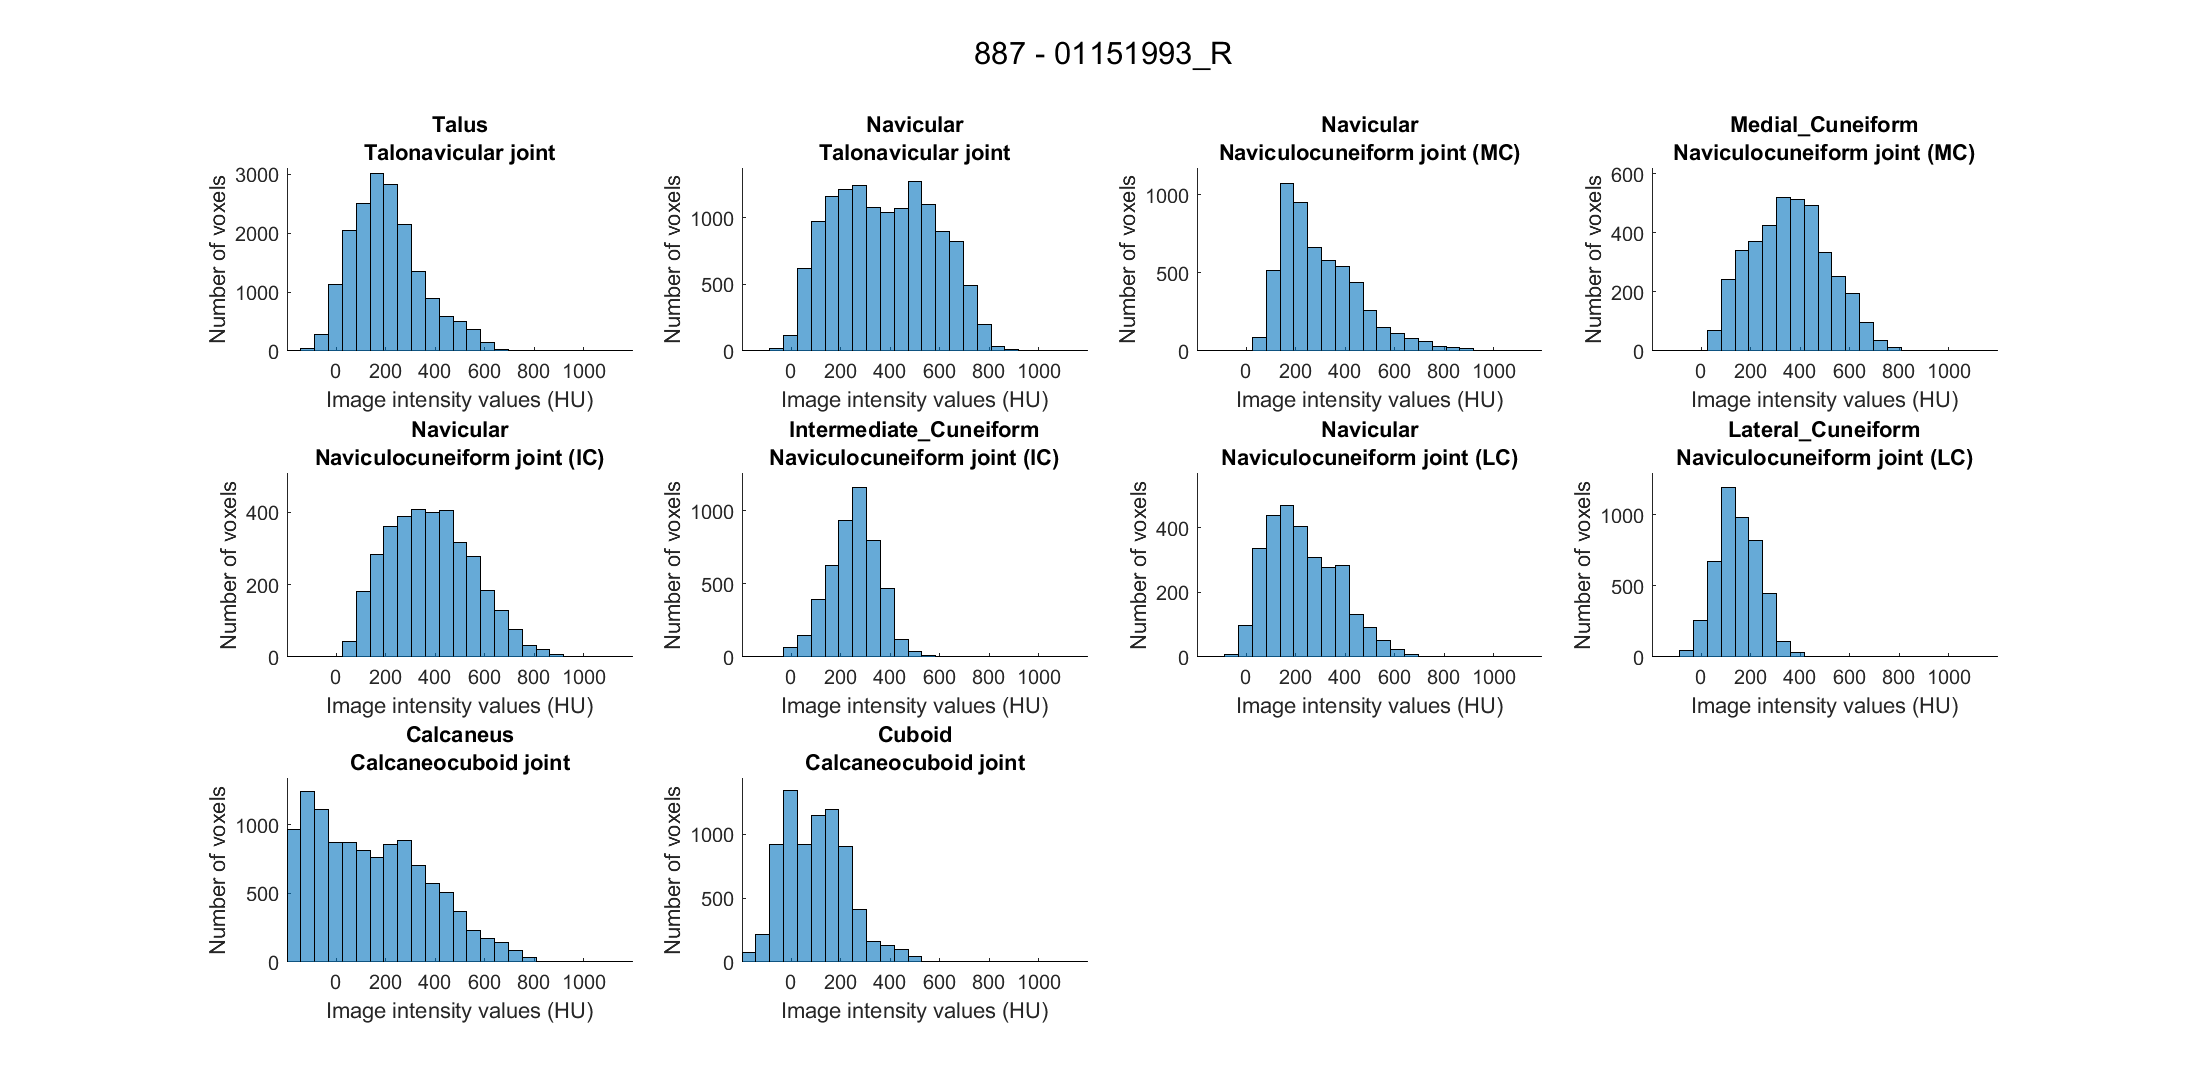 887 - 01151993_R
Talus
Talonavicular joint
Number of voxels
3000
2000
1000
0
0 200 400 600 800 1000
Image intensity values (HU)
Navicular
Talonavicular joint
Number of voxels
1000
500
0
0 200 400 600 800 1000
Image intensity values (HU)
Navicular
Naviculocuneiform joint (MC)
Number of voxels
1000
500
0
0 200 400 600 800 1000
Image intensity values (HU)
Medial_Cuneiform
Naviculocuneiform joint (MC)
Number of voxels
600
400
200
0
0 200 400 600 800 1000
Image intensity values (HU)
Navicular
Naviculocuneiform joint (IC)
Number of voxels
400
200
0
0 200 400 600 800 1000
Image intensity values (HU)
Intermediate_Cuneiform
Naviculocuneiform joint (IC)
Number of voxels
1000
500
0
0 200 400 600 800 1000
Image intensity values (HU)
Navicular
Naviculocuneiform joint (LC)
Number of voxels
400
200
0
0 200 400 600 800 1000
Image intensity values (HU)
Lateral_Cuneiform
Naviculocuneiform joint (LC)
Number of voxels
1000
500
0
0 200 400 600 800 1000
Image intensity values (HU)
Calcaneus
Calcaneocuboid joint
Number of voxels
1000
500
0
0 200 400 600 800 1000
Image intensity values (HU)
Cuboid
Calcaneocuboid joint
Number of voxels
1000
500
0
0 200 400 600 800 1000
Image intensity values (HU)